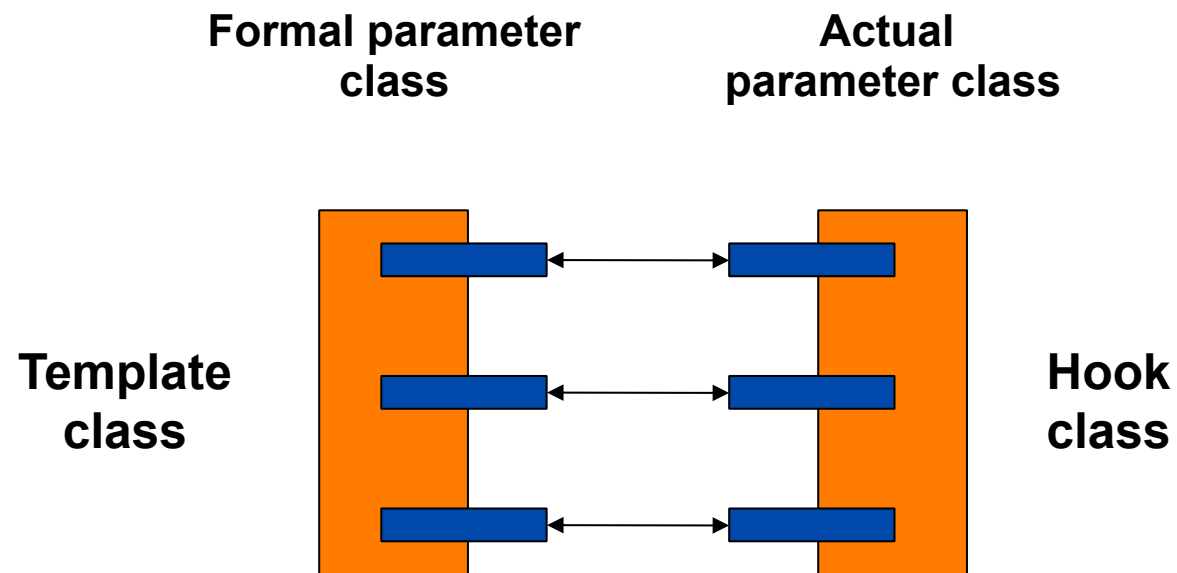 Formal parameter
class
Actual
parameter class
Template
class
Hook
class